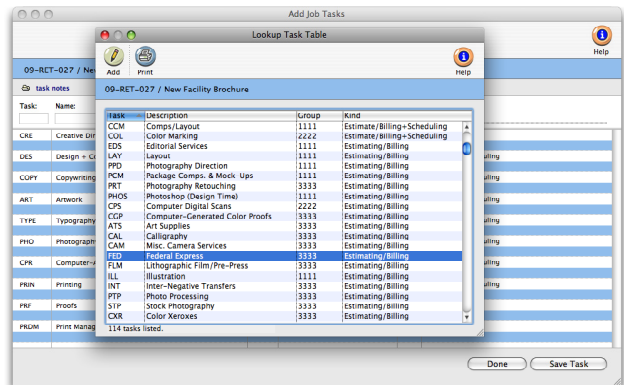 Add Job Tasks
Lookup Task Table
Add Print Help
Help
09-RET-027 / New Facility Brochure
09-RET-027 / New
task notes
Task: Name:
Task Description Group Kind
CCM Comps/Layout 1111 Estimate/Billing+Scheduling
COL Color Marking 2222 Estimate/Billing+Scheduling
EDS Editorial Services 1111 Estimating/Billing
LAY Layout 1111 Estimating/Billing
PPD Photography Direction 1111 Estimating/Billing
PCM Package Comps. & Mock Ups 1111 Estimating/Billing
PRT Photography Retouching 3333 Estimating/Billing
PHOS Photoshop (Design Time) 1111 Estimating/Billing
CPS Computer Digital Scans 2222 Estimating/Billing
CGP Computer-Generated Color Proofs 3333 Estimating/Billing
ATS Art Supplies 3333 Estimating/Billing
CAL Calligraphy 3333 Estimating/Billing
CAM Misc. Camera Services 3333 Estimating/Billing
FED Federal Express 3333 Estimating/Billing
FLM Lithographic Film/Pre-Press 3333 Estimating/Billing
ILL Illustration 1111 Estimating/Billing
INT Inter-Negative Transfers 3333 Estimating/Billing
PTP Photo Processing 3333 Estimating/Billing
STP Stock Photography 3333 Estimating/Billing
CXR Color Xeroxes 3333 Estimating/Billing
114 tasks listed.
CRE Creative Dir
DES Design + Co
COPY Copywriting
ART Artwork
TYPE Typography
PHO Photograph
CPR Computer-
PRIN Printing
PRF Proofs
PRDM Print Manag
Done Save Task